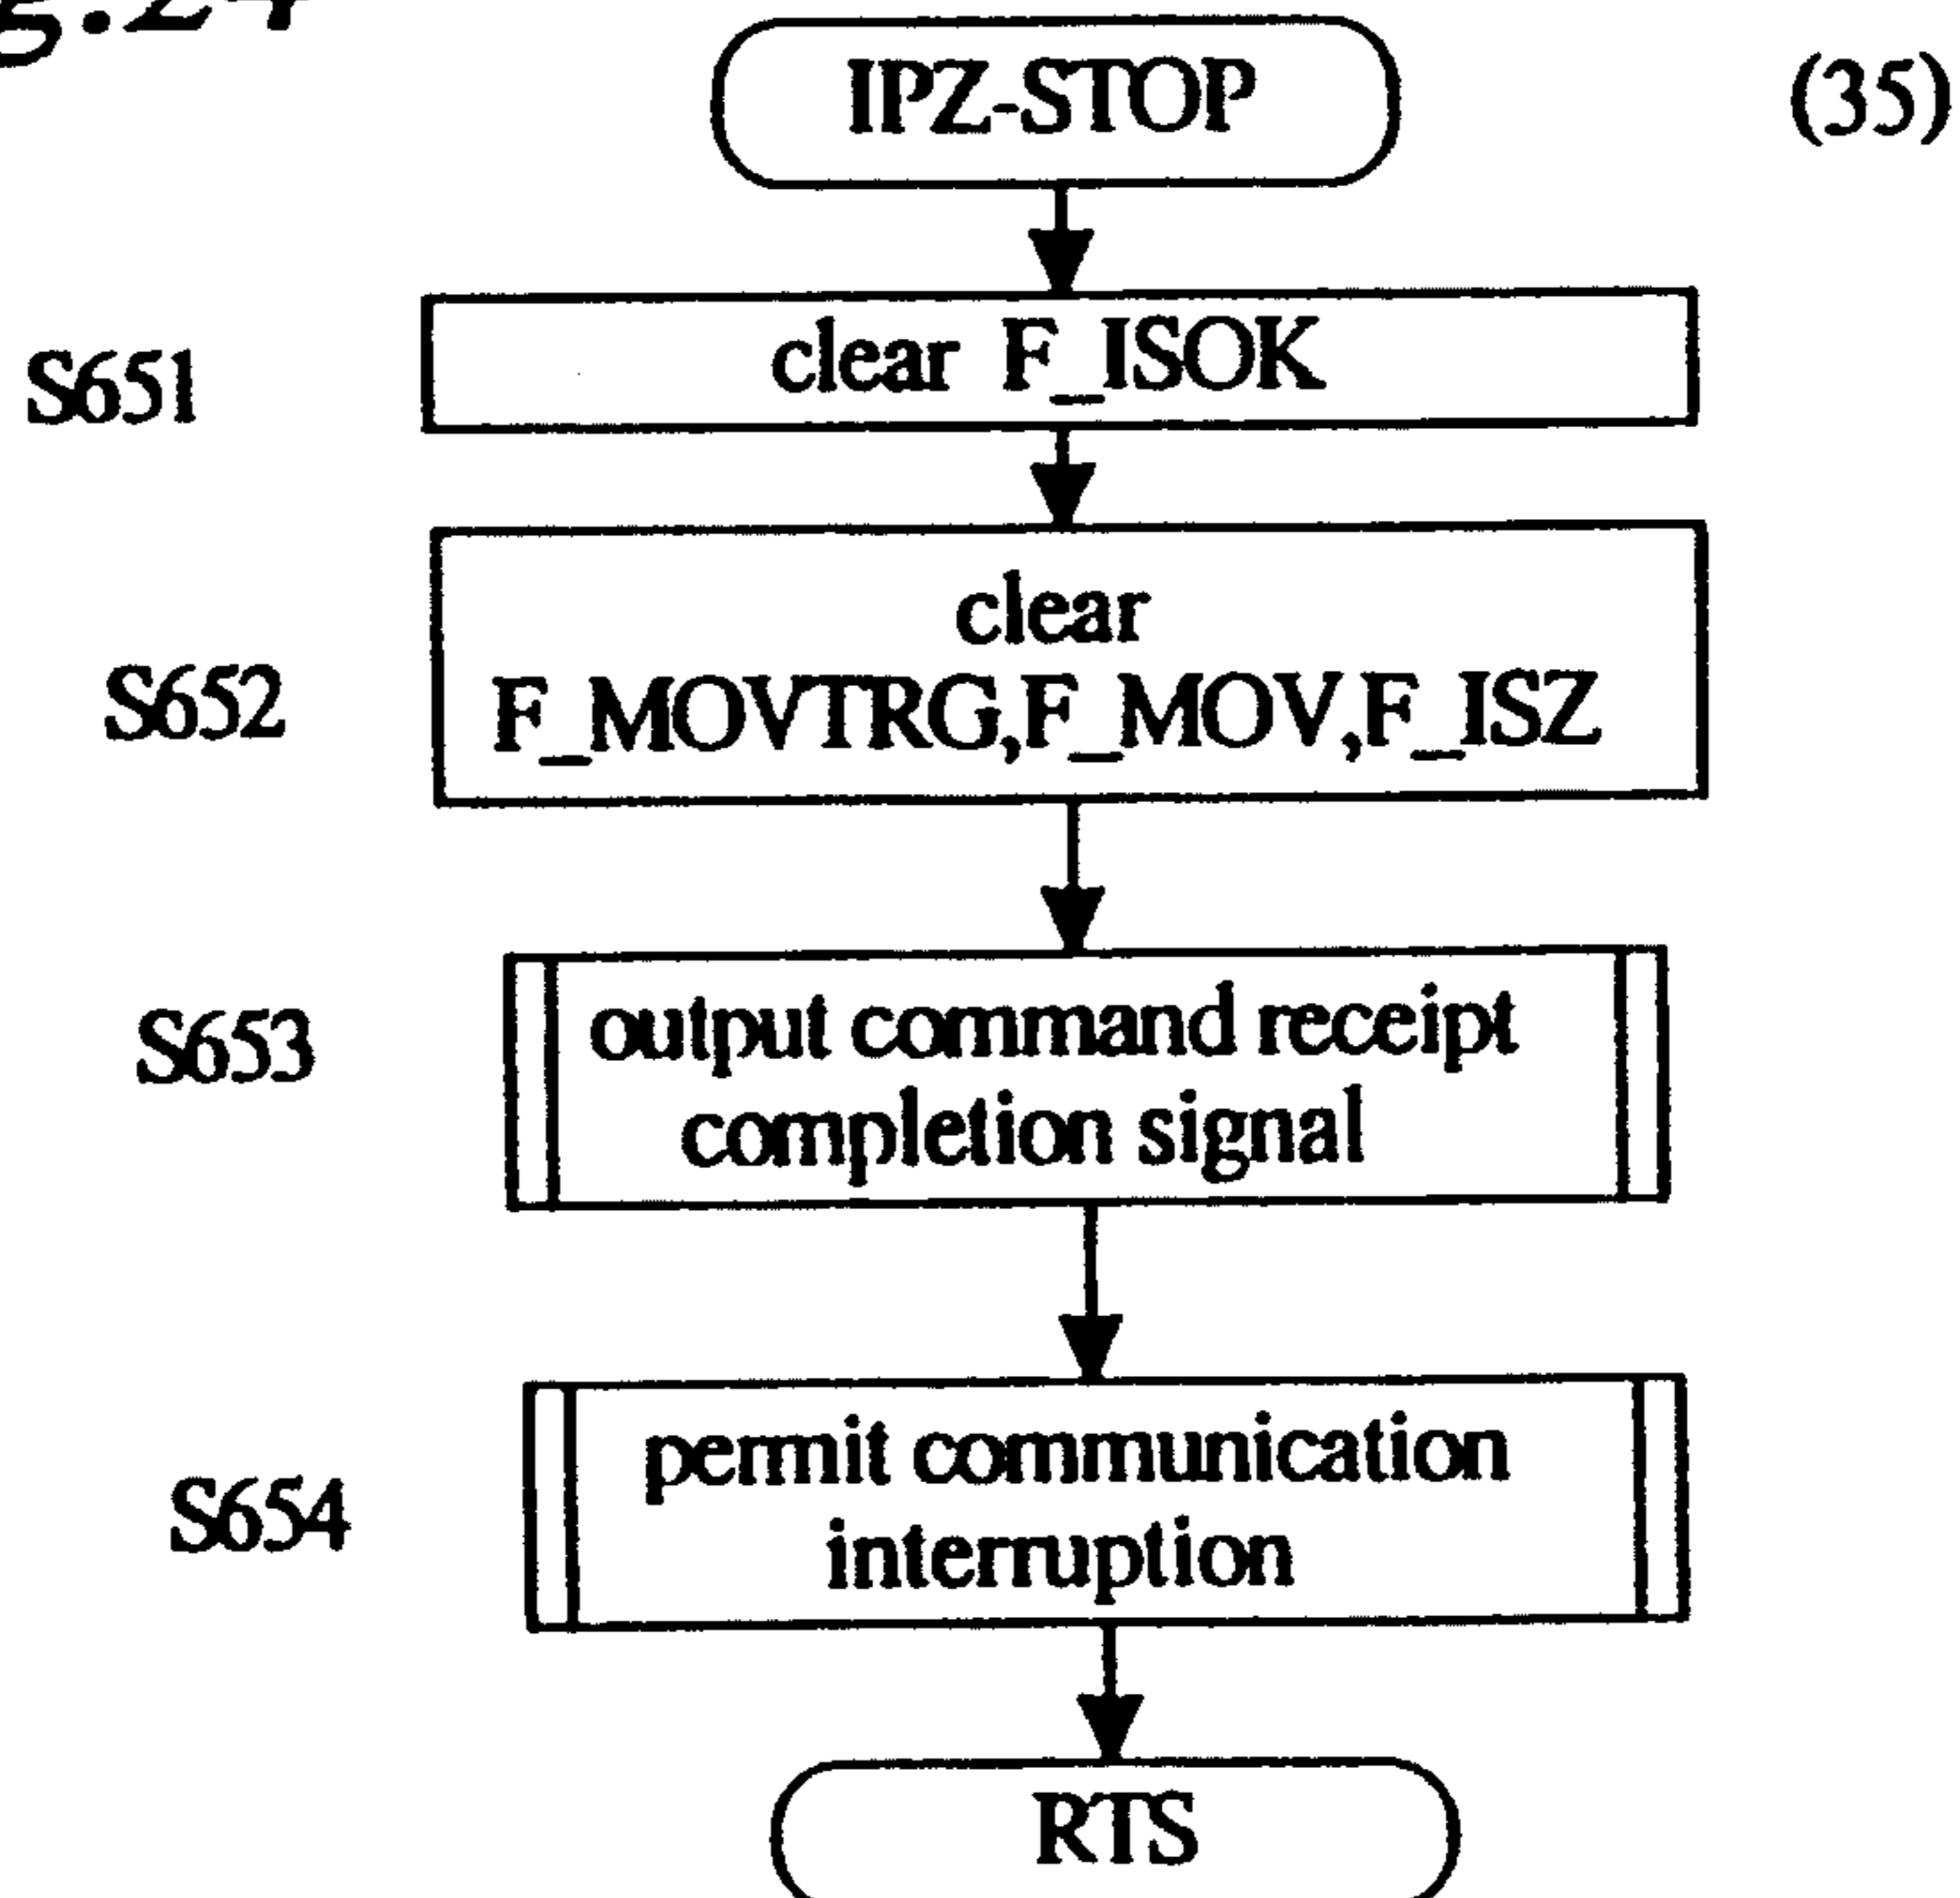 g.24
IPZ-STOP
(35)
S651
clear F_ISOK
S652
clear
F_MOVTRG,F_MOV,F_ISZ
S653
output command receipt
completion signal
S654
permit communication
interruption
RTS